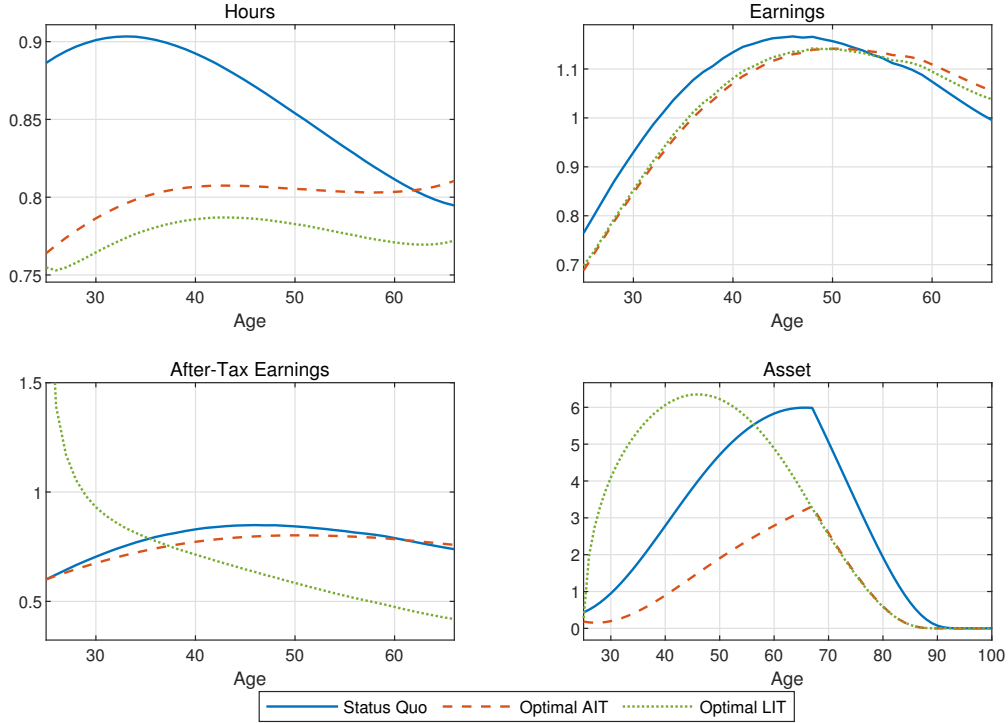 Hours
0.9
0.85
0.8
0.75
30 40 50 60
Age
Earnings
1.1
1
0.9
0.8
0.7
30 40 50 60
Age
After-Tax Earnings
1.5
1
0.5
30 40 50 60
Age
Asset
6
5
4
3
2
1
0
30 40 50 60 70 80 90 100
Age
Status Quo Optimal AIT Optimal LIT